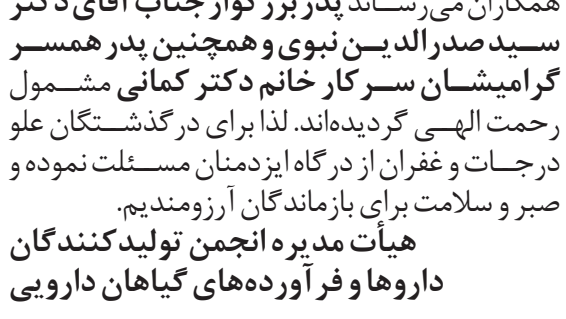 همکاران می‌رساند پدر بزرگوار جناب آقای دکتر
سید صدرالدین نبوی و همچنین پدر همسر
گرامیشان سرکار خانم دکتر کمانی مشمول
رحمت الهی گردیده‌اند. لذا برای درگذشتگان علو
درجات و غفران از درگاه ایزدمنان مسئلت نموده و
صبر و سلامت برای بازماندگان آرزومندیم.
هیأت مدیره انجمن تولیدکنندگان
داروها و فرآورده‌های گیاهان دارویی